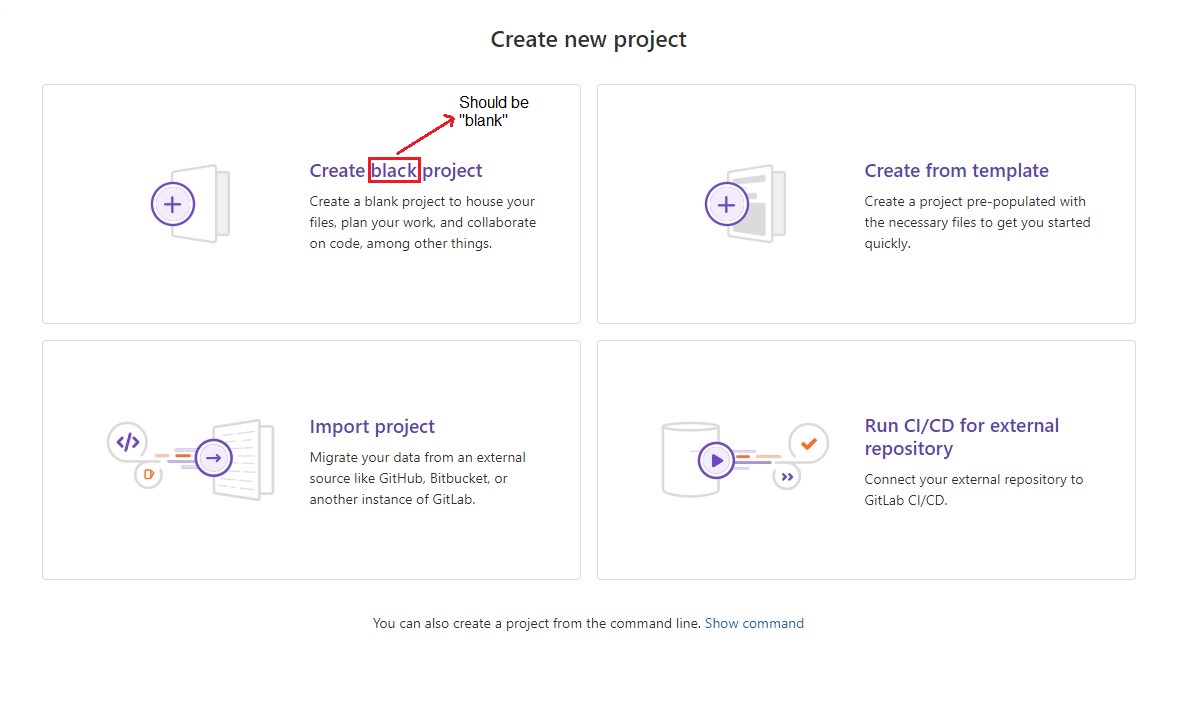 Create new project
Should be
"blank"
Create black project
Create a blank project to house your
files, plan your work, and collaborate
on code, among other things.
Create from template
Create a project pre-populated with
the necessary files to get you started
quickly.
Import project
Migrate your data from an external
source like GitHub, Bitbucket, or
another instance of GitLab.
Run CI/CD for external
repository
Connect your external repository to
GitLab CI/CD.
You can also create a project from the command line. Show command